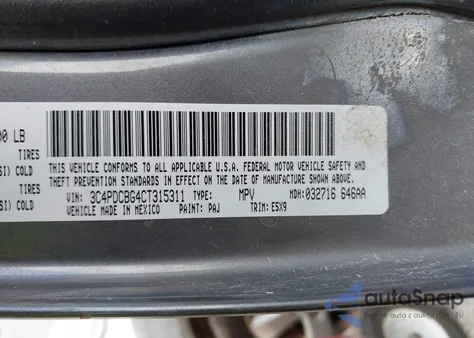 00 LB
TIRES
SI) COLD
TIRES
SI) COLD
THIS VEHICLE CONFORMS TO ALL APPLICABLE U.S.A. FEDERAL MOTOR VEHICLE SAFETY AND
THEFT PREVENTION STANDARDS IN EFFECT ON THE DATE OF MANUFACTURE SHOWN ABOVE.
VIN: 3C4PDCBG4CT315311 TYPE: MPV MDH: 032716 646AA
VEHICLE MADE IN MEXICO PAINT: PAJ TRIM: E5X9
autoSnap